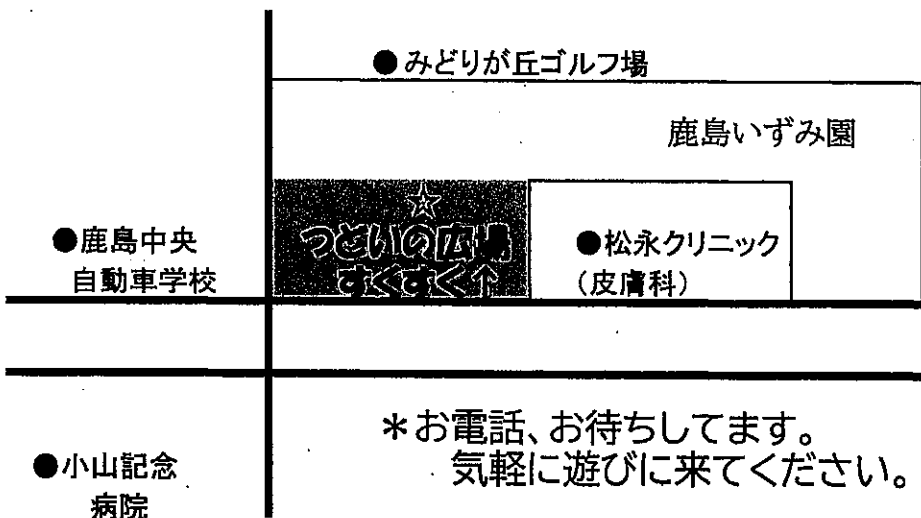 ●みどりが丘ゴルフ場
鹿島いずみ園
☆
つどいの広場
すくすく↑
●鹿島中央
自動車学校
●松永クリニック
(皮膚科)
＊お電話、お待ちしてます。
気軽に遊びに来てください。
●小山記念
病院